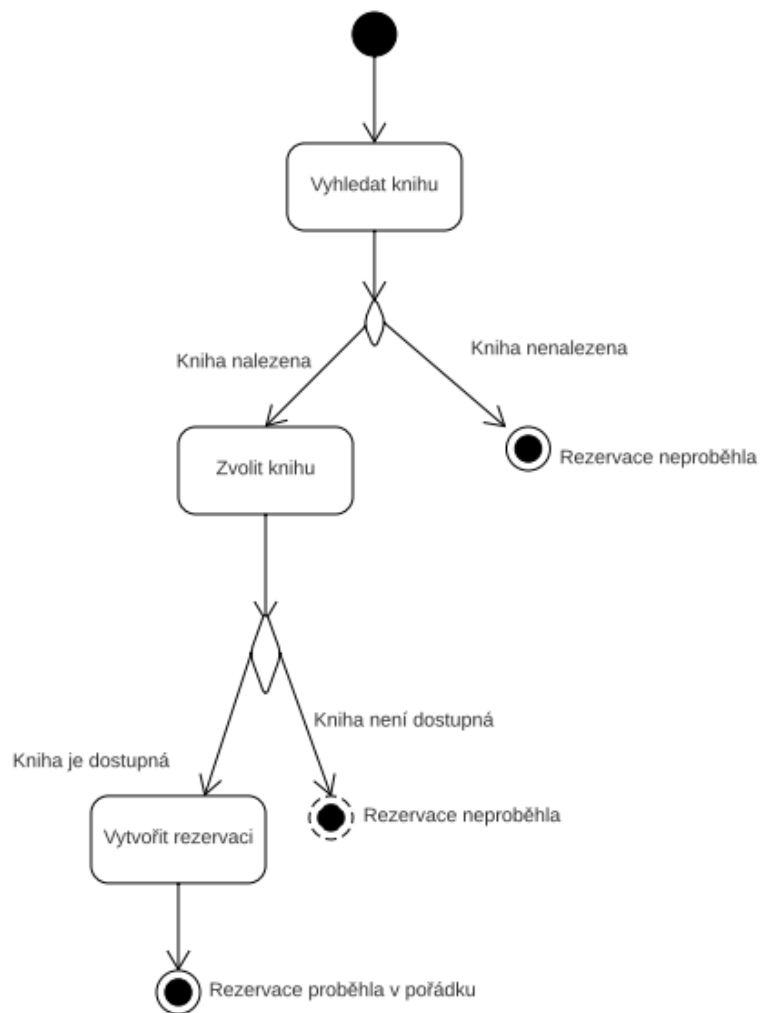 Vyhledat knihu
Kniha nalezena
Kniha nenalezena
Zvolit knihu
Rezervace neproběhla
Kniha není dostupná
Kniha je dostupná
Vytvořit rezervaci
Rezervace neproběhla
Rezervace proběhla v pořádku